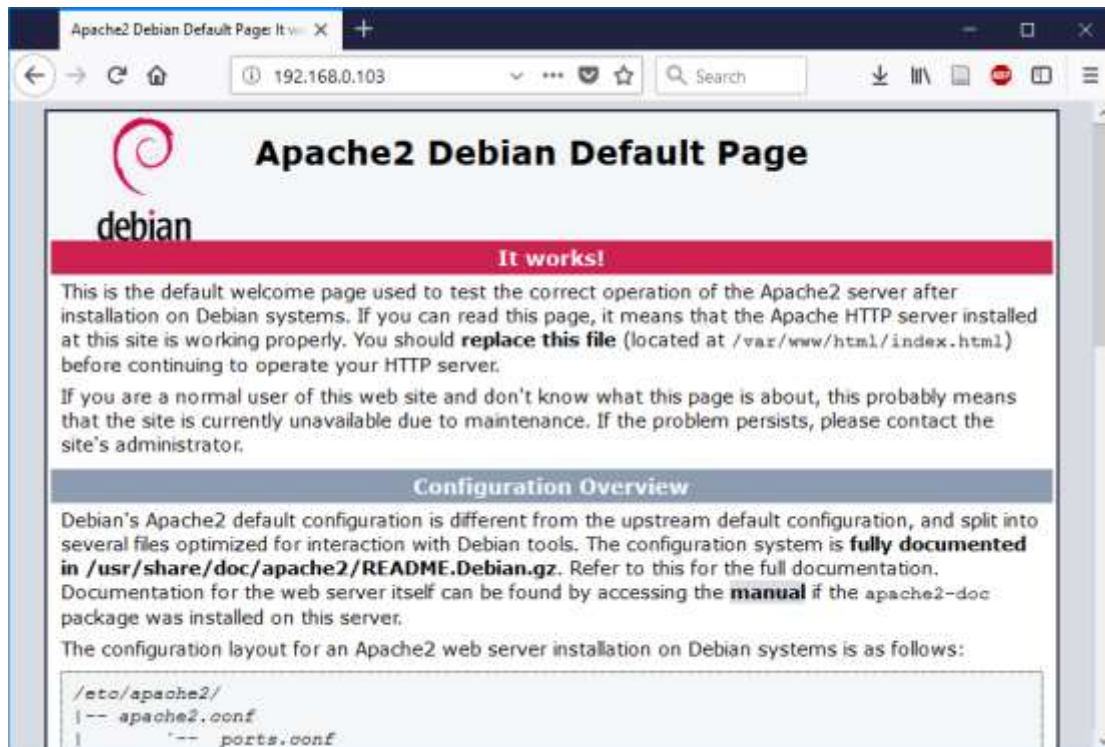 Apache2 Debian Default Page: It w
192.168.0.103
Search
debian
Apache2 Debian Default Page
It works!
This is the default welcome page used to test the correct operation of the Apache2 server after
installation on Debian systems. If you can read this page, it means that the Apache HTTP server installed
at this site is working properly. You should replace this file (located at /var/www/html/index.html)
before continuing to operate your HTTP server.
If you are a normal user of this web site and don't know what this page is about, this probably means
that the site is currently unavailable due to maintenance. If the problem persists, please contact the
site's administrator.
Configuration Overview
Debian's Apache2 default configuration is different from the upstream default configuration, and split into
several files optimized for interaction with Debian tools. The configuration system is fully documented
in /usr/share/doc/apache2/README.Debian.gz. Refer to this for the full documentation.
Documentation for the web server itself can be found by accessing the manual if the apache2-doc
package was installed on this server.
The configuration layout for an Apache2 web server installation on Debian systems is as follows:
/etc/apache2/
|-- apache2.conf
| `-- ports.conf